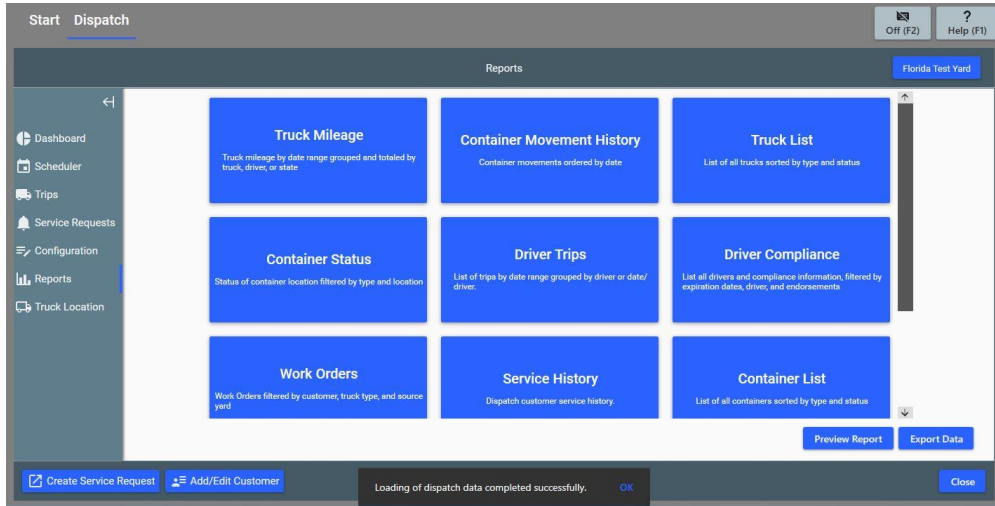 Start Dispatch
Off (F2)
Help (F1)
Reports
Florida Test Yard
Dashboard
Scheduler
Trips
Service Requests
Configuration
Reports
Truck Location
Truck Mileage
Truck mileage by date range grouped and totaled by
truck, driver, or state
Container Movement History
Container movements ordered by date
Truck List
List of all trucks sorted by type and status
Container Status
Status of container location filtered by type and location
Driver Trips
List of trips by date range grouped by driver or date/
driver.
Driver Compliance
List all drivers and compliance information, filtered by
expiration dates, driver, and endorsements
Work Orders
Work Orders filtered by customer, truck type, and source
yard
Service History
Dispatch customer service history.
Container List
List of all containers sorted by type and status
Preview Report
Export Data
Create Service Request
Add/Edit Customer
Loading of dispatch data completed successfully.
OK
Close